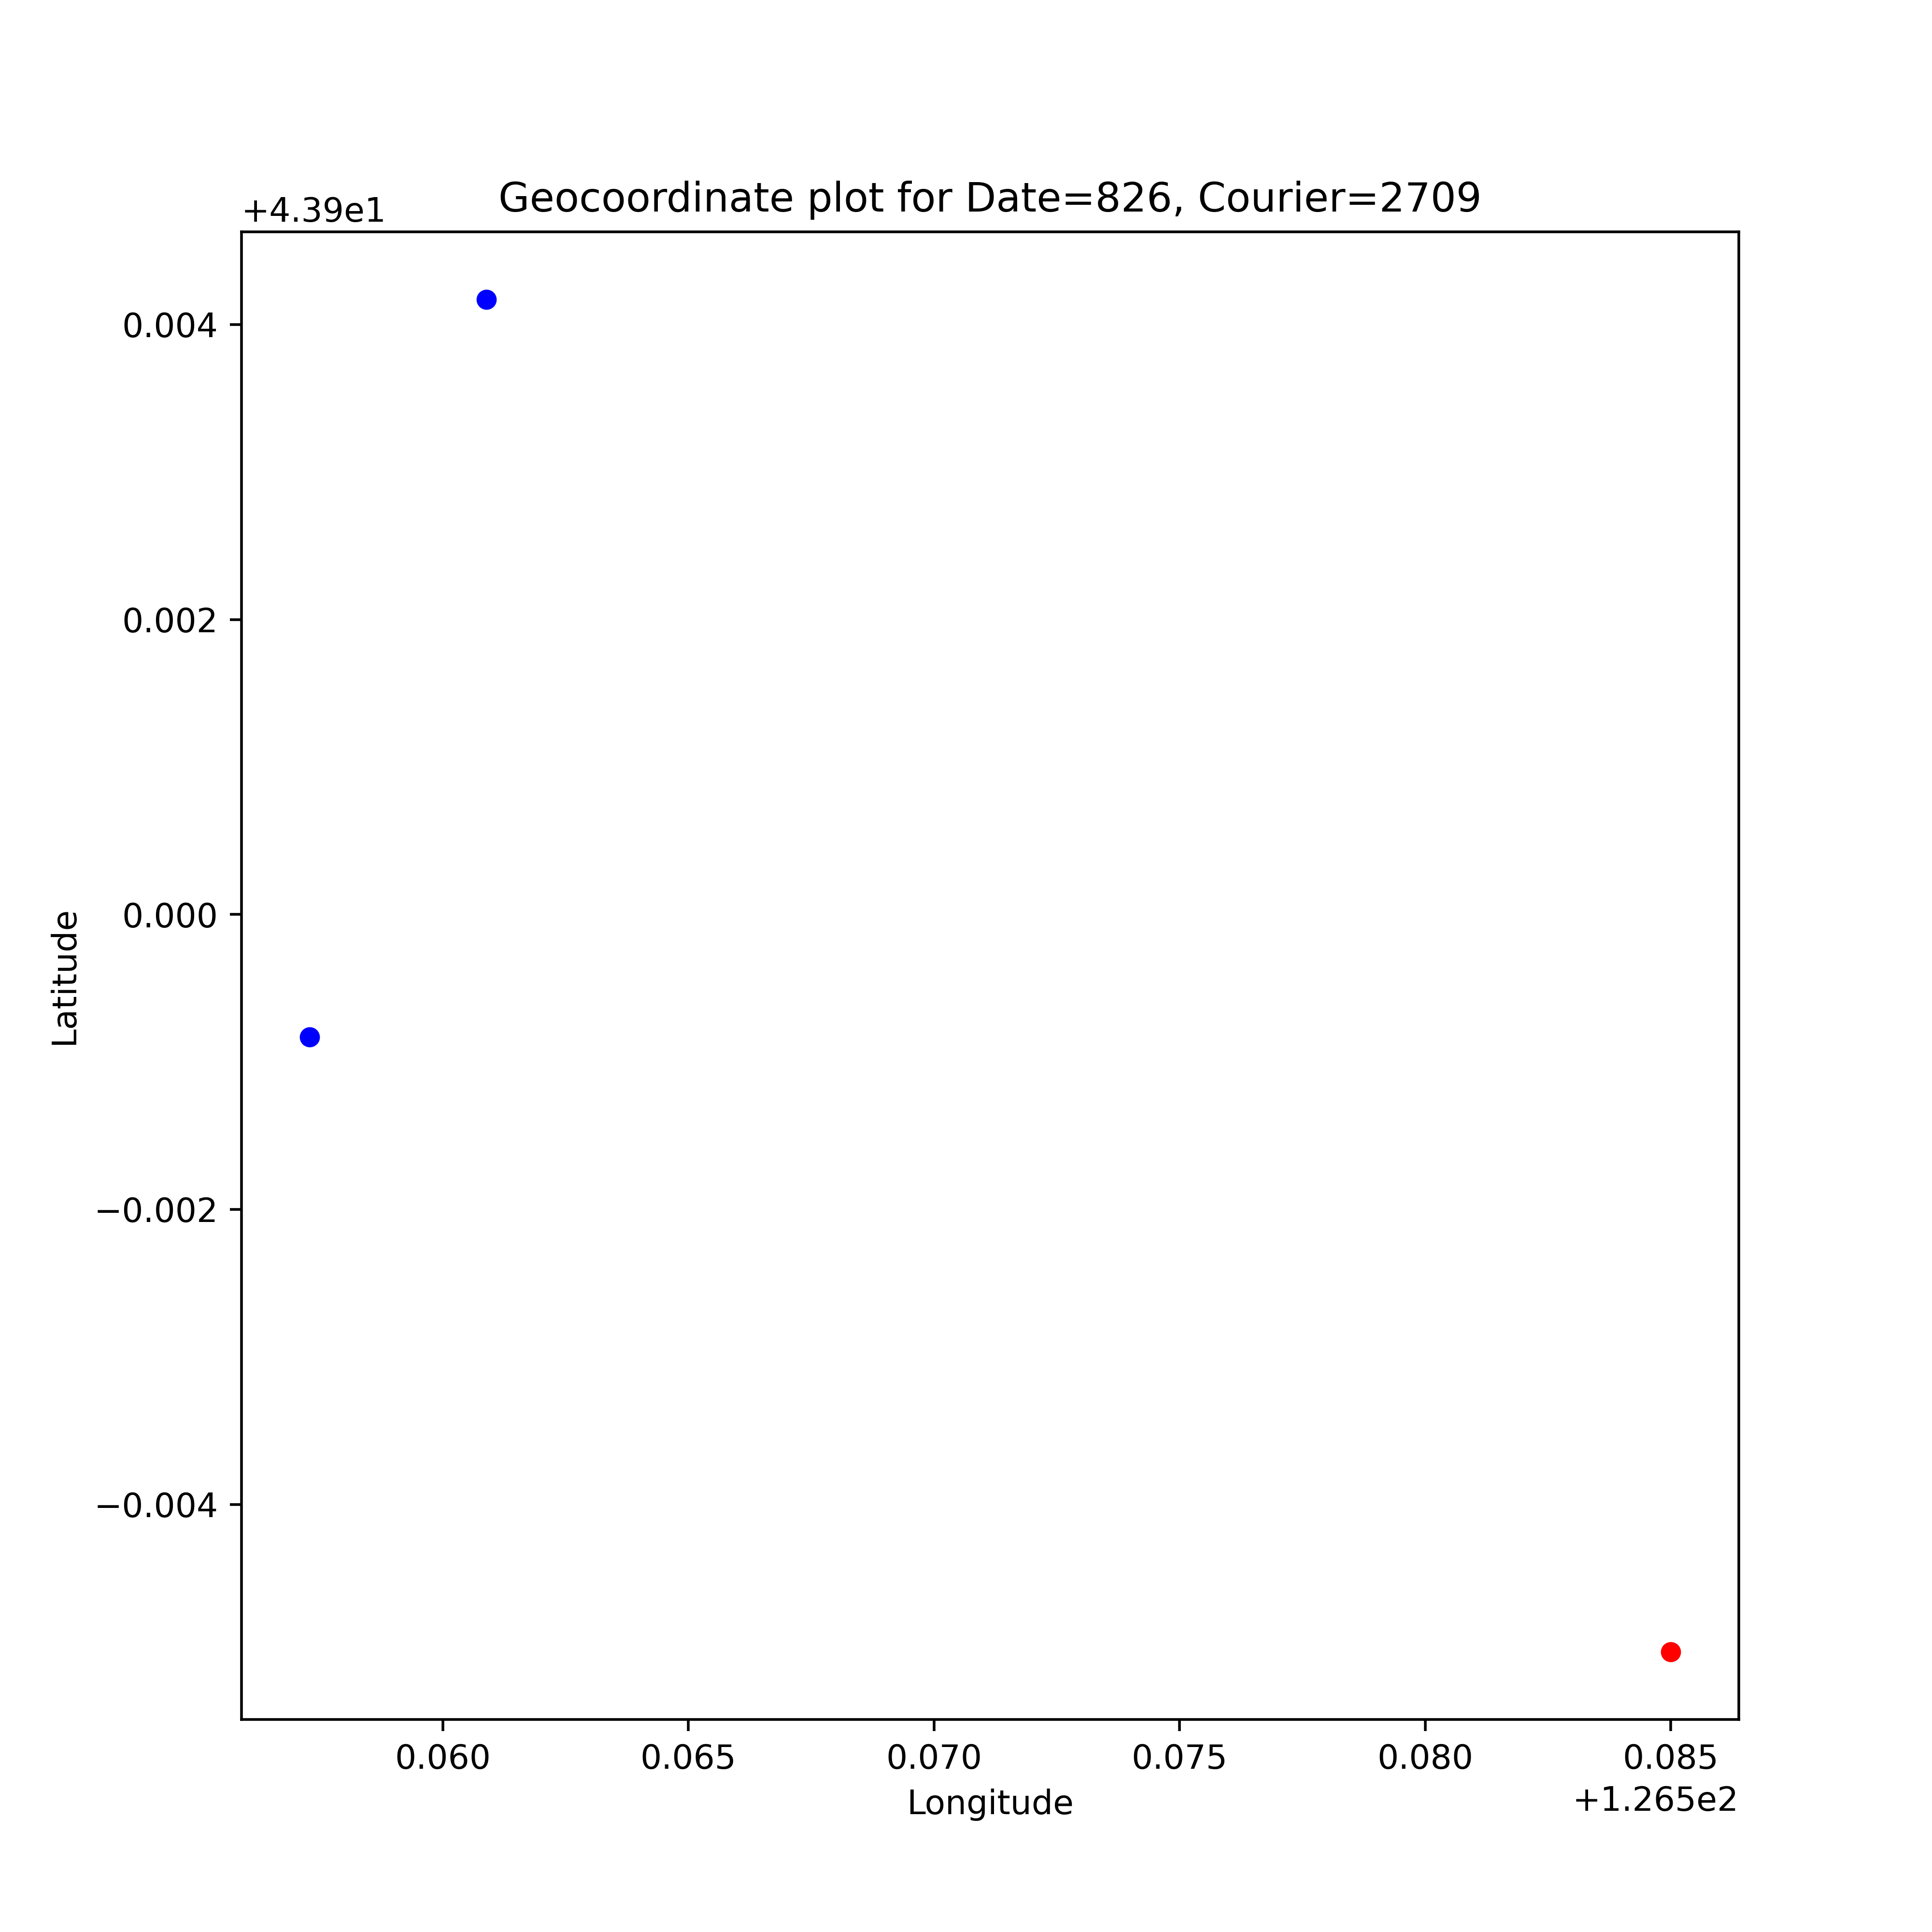 Geocoordinate plot for Date=826, Courier=2709
+4.39e1
0.004
0.002
0.000
−0.002
−0.004
Latitude
0.060 0.065 0.070 0.075 0.080 0.085
Longitude
+1.265e2